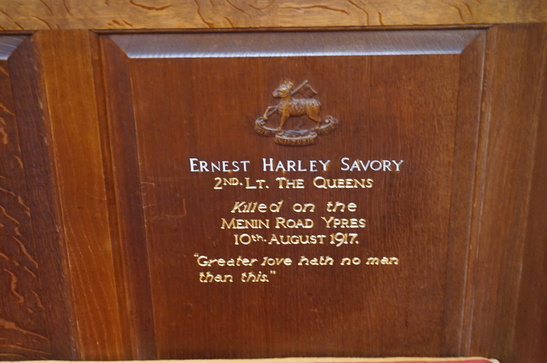 ERNEST HARLEY SAVORY
2ND. LT. THE QUEENS
Killed on the
MENIN ROAD YPRES
10th. AUGUST 1917.
"Greater love hath no man
than this."